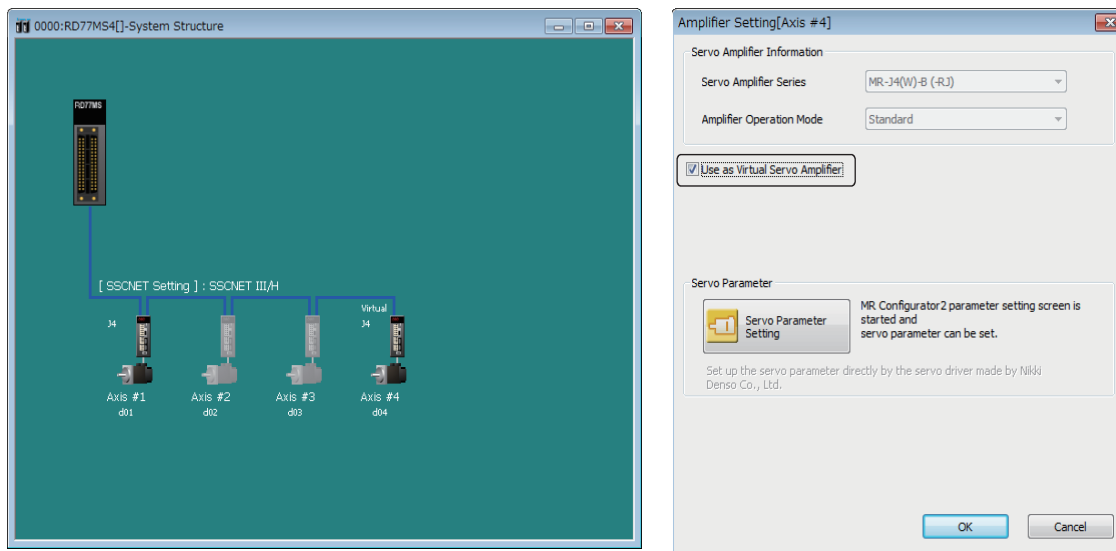 0000:RD77MS4[]-System Structure
RD77MS
[ SSCNET Setting ] : SSCNET III/H
Virtual
J4
J4
Axis #1
Axis #2
Axis #3
Axis #4
d01
d02
d03
d04
Amplifier Setting[Axis #4]
Servo Amplifier Information
Servo Amplifier Series
MR-J4(W)-B (-RJ)
Amplifier Operation Mode
Standard
Use as Virtual Servo Amplifier
Servo Parameter
Servo Parameter
Setting
MR Configurator2 parameter setting screen is
started and
servo parameter can be set.
Set up the servo parameter directly by the servo driver made by Nikki
Denso Co., Ltd.
OK
Cancel